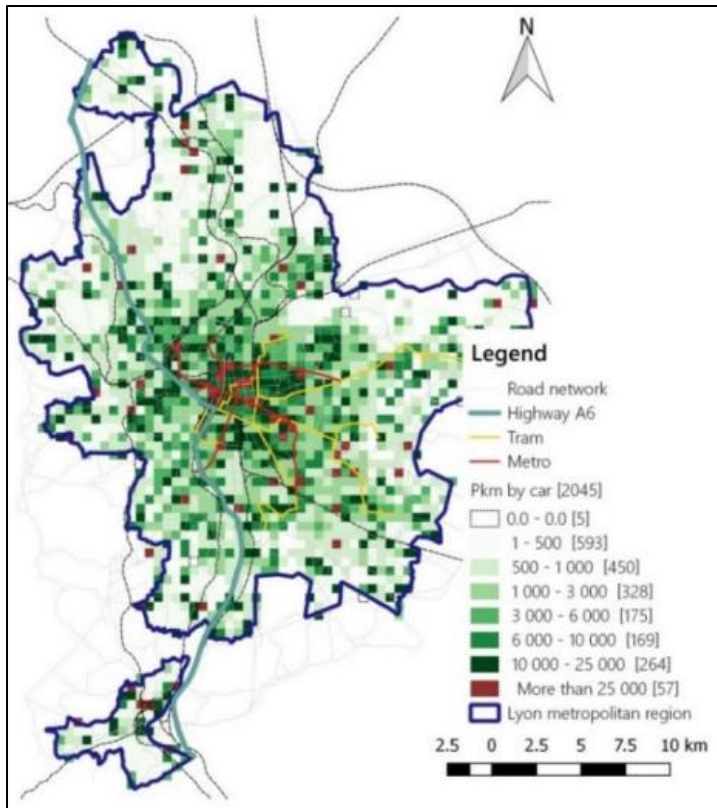 N
Legend
Road network
Highway A6
Tram
Metro
Pkm by car [2045]
0.0 - 0.0 [5]
1 - 500 [593]
500 - 1 000 [450]
1 000 - 3 000 [328]
3 000 - 6 000 [175]
6 000 - 10 000 [169]
10 000 - 25 000 [264]
More than 25 000 [57]
Lyon metropolitan region
2.5 0 2.5 5 7.5 10 km